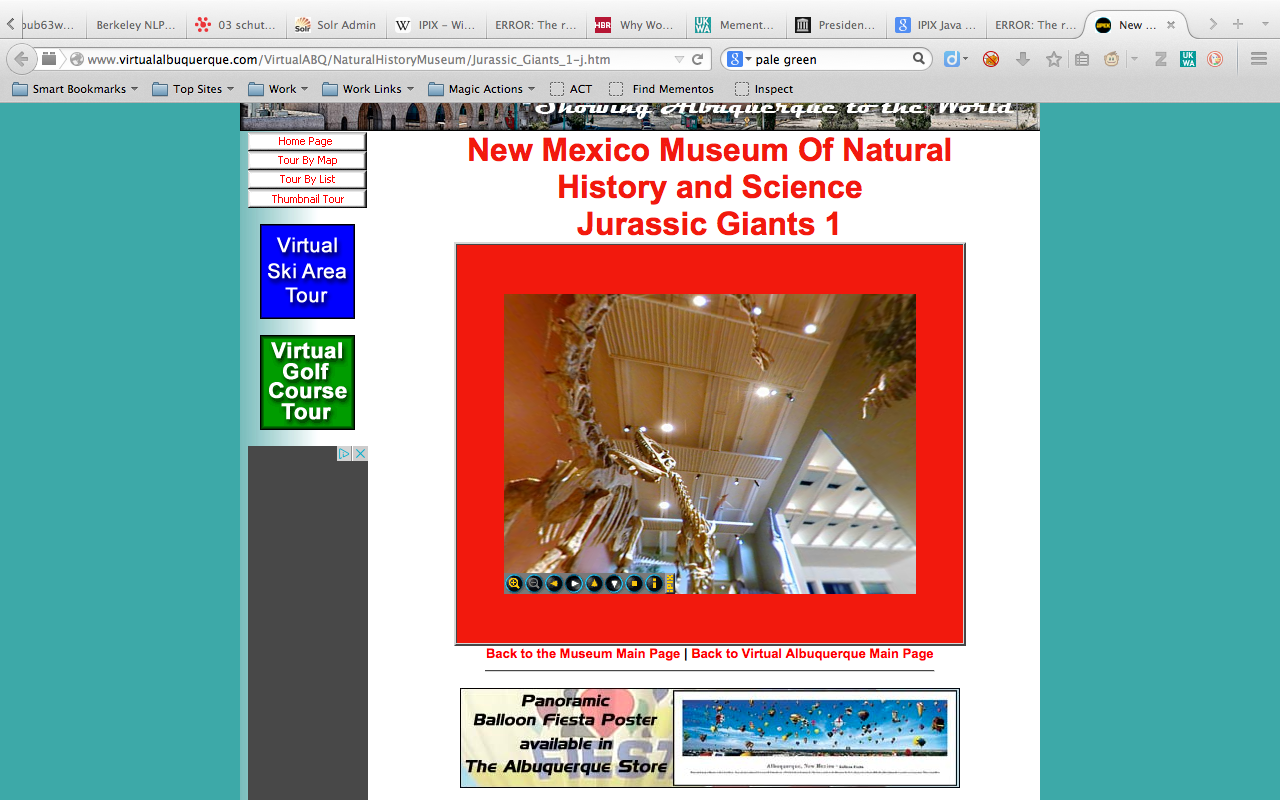 pub63w...
Berkeley NLP...
03 schut...
Solr Admin
IPIX – Wi...
ERROR: The r...
HBR
Why Wo...
UK
WA
Mement...
Presiden...
IPIX Java ...
ERROR: The r...
New ...
www.virtualalbuquerque.com/VirtualABQ/NaturalHistoryMuseum/Jurassic_Giants_1-j.htm
pale green
Smart Bookmarks
Top Sites
Work
Work Links
Magic Actions
ACT
Find Mementos
Inspect
"Showing Albuquerque to the World"
Home Page
Tour By Map
Tour By List
Thumbnail Tour
New Mexico Museum Of Natural
History and Science
Jurassic Giants 1
Virtual
Ski Area
Tour
Virtual
Golf
Course
Tour
IPIX
Back to the Museum Main Page | Back to Virtual Albuquerque Main Page
Panoramic
Balloon Fiesta Poster
available in
The Albuquerque Store
FIEST
Albuquerque, New Mexico - Balloon Fiesta